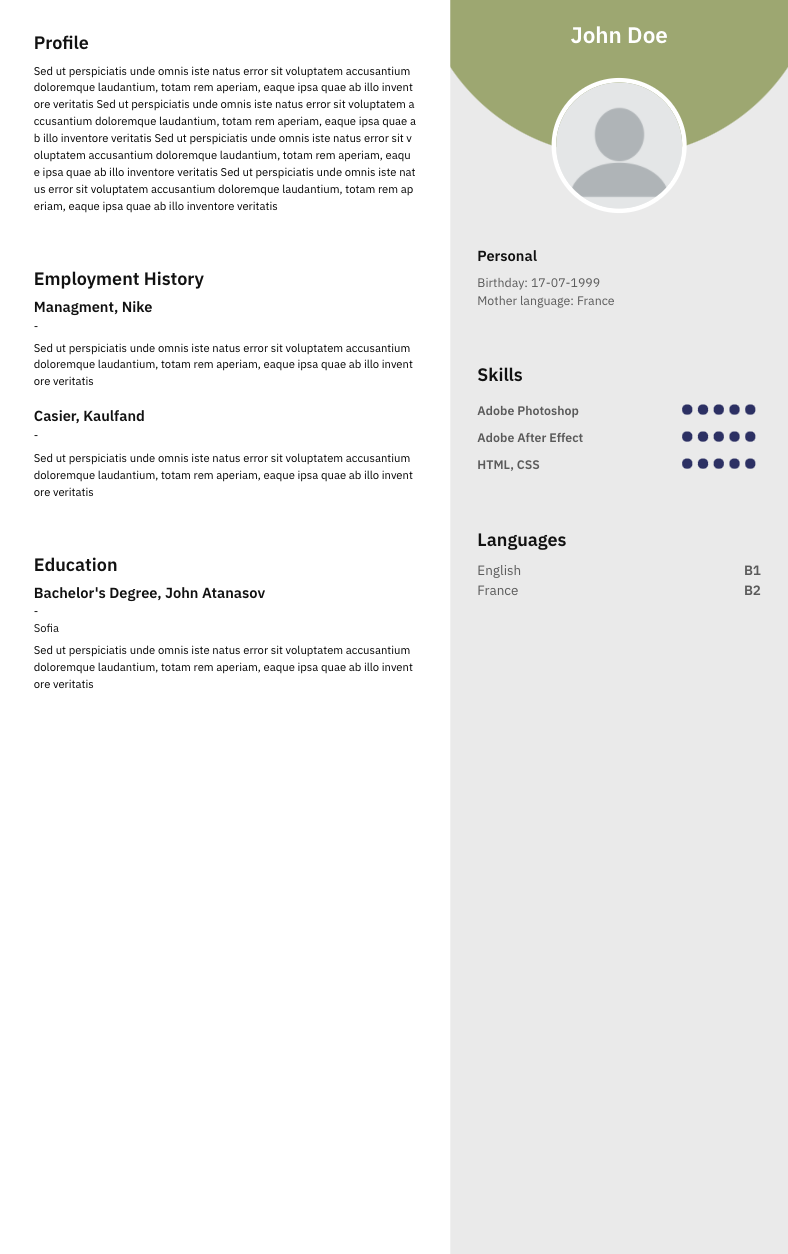 Profile
Sed ut perspiciatis unde omnis iste natus error sit voluptatem accusantium
doloremque laudantium, totam rem aperiam, eaque ipsa quae ab illo invent
ore veritatis Sed ut perspiciatis unde omnis iste natus error sit voluptatem a
ccusantium doloremque laudantium, totam rem aperiam, eaque ipsa quae a
b illo inventore veritatis Sed ut perspiciatis unde omnis iste natus error sit v
oluptatem accusantium doloremque laudantium, totam rem aperiam, eaqu
e ipsa quae ab illo inventore veritatis Sed ut perspiciatis unde omnis iste nat
us error sit voluptatem accusantium doloremque laudantium, totam rem ap
eriam, eaque ipsa quae ab illo inventore veritatis
Employment History
Managment, Nike
-
Sed ut perspiciatis unde omnis iste natus error sit voluptatem accusantium
doloremque laudantium, totam rem aperiam, eaque ipsa quae ab illo invent
ore veritatis
Casier, Kaulfand
-
Sed ut perspiciatis unde omnis iste natus error sit voluptatem accusantium
doloremque laudantium, totam rem aperiam, eaque ipsa quae ab illo invent
ore veritatis
Education
Bachelor's Degree, John Atanasov
-
Sofia
Sed ut perspiciatis unde omnis iste natus error sit voluptatem accusantium
doloremque laudantium, totam rem aperiam, eaque ipsa quae ab illo invent
ore veritatis
John Doe
Personal
Birthday: 17-07-1999
Mother language: France
Skills
Adobe Photoshop
Adobe After Effect
HTML, CSS
Languages
English B1
France B2